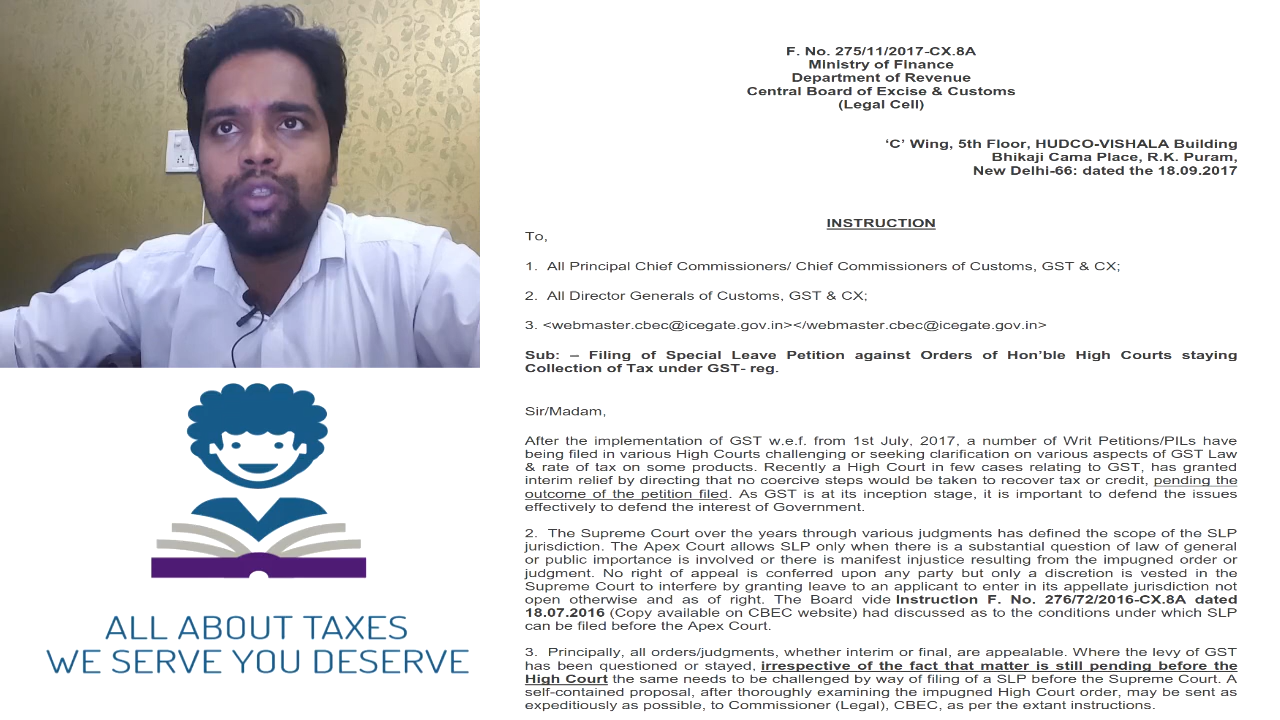 F. No. 275/11/2017-CX.8A
Ministry of Finance
Department of Revenue
Central Board of Excise & Customs
(Legal Cell)
‘C’ Wing, 5th Floor, HUDCO-VISHALA Building
Bhikaji Cama Place, R.K. Puram,
New Delhi-66: dated the 18.09.2017
INSTRUCTION
To,
1. All Principal Chief Commissioners/ Chief Commissioners of Customs, GST & CX;
2. All Director Generals of Customs, GST & CX;
3. <webmaster.cbec@icegate.gov.in></webmaster.cbec@icegate.gov.in>
Sub: – Filing of Special Leave Petition against Orders of Hon’ble High Courts staying
Collection of Tax under GST- reg.
Sir/Madam,
After the implementation of GST w.e.f. from 1st July, 2017, a number of Writ Petitions/PILs have
being filed in various High Courts challenging or seeking clarification on various aspects of GST Law
& rate of tax on some products. Recently a High Court in few cases relating to GST, has granted
interim relief by directing that no coercive steps would be taken to recover tax or credit, pending the
outcome of the petition filed. As GST is at its inception stage, it is important to defend the issues
effectively to defend the interest of Government.
2. The Supreme Court over the years through various judgments has defined the scope of the SLP
jurisdiction. The Apex Court allows SLP only when there is a substantial question of law of general
or public importance is involved or there is manifest injustice resulting from the impugned order or
judgment. No right of appeal is conferred upon any party but only a discretion is vested in the
Supreme Court to interfere by granting leave to an applicant to enter in its appellate jurisdiction not
open otherwise and as of right. The Board vide Instruction F. No. 276/72/2016-CX.8A dated
18.07.2016 (Copy available on CBEC website) had discussed as to the conditions under which SLP
can be filed before the Apex Court.
3. Principally, all orders/judgments, whether interim or final, are appealable. Where the levy of GST
has been questioned or stayed, irrespective of the fact that matter is still pending before the
High Court the same needs to be challenged by way of filing of a SLP before the Supreme Court. A
self-contained proposal, after thoroughly examining the impugned High Court order, may be sent as
expeditiously as possible, to Commissioner (Legal), CBEC, as per the extant instructions.
ALL ABOUT TAXES
WE SERVE YOU DESERVE